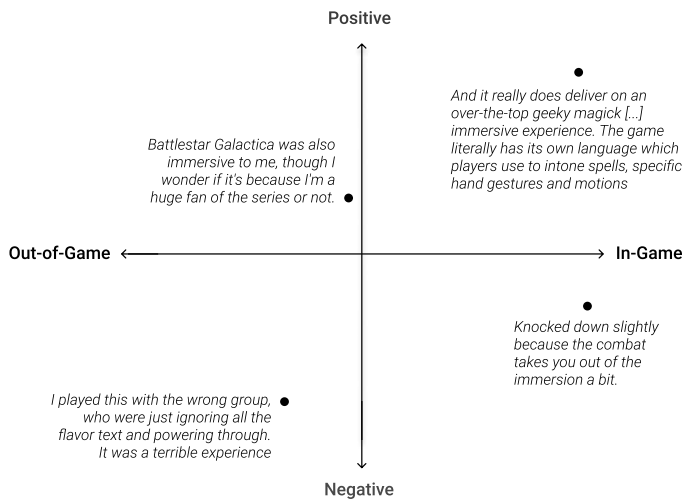 Positive
And it really does deliver on an
over-the-top geeky magick [...]
immersive experience. The game
literally has its own language which
players use to intone spells, specific
hand gestures and motions
Battlestar Galactica was also
immersive to me, though I
wonder if it's because I'm a
huge fan of the series or not.
Out-of-Game
In-Game
Knocked down slightly
because the combat
takes you out of the
immersion a bit.
I played this with the wrong group,
who were just ignoring all the
flavor text and powering through.
It was a terrible experience
Negative